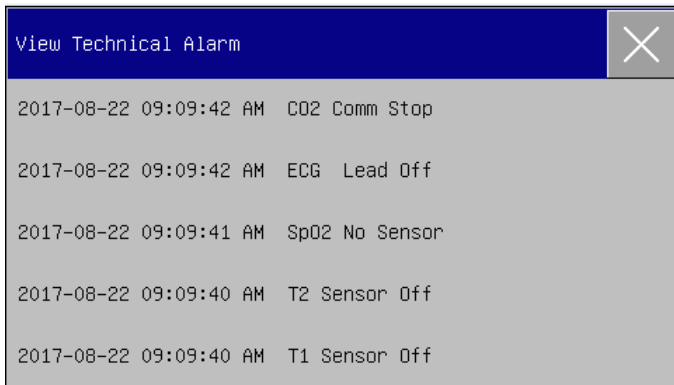 View Technical Alarm
2017-08-22 09:09:42 AM CO2 Comm Stop
2017-08-22 09:09:42 AM ECG Lead Off
2017-08-22 09:09:41 AM SpO2 No Sensor
2017-08-22 09:09:40 AM T2 Sensor Off
2017-08-22 09:09:40 AM T1 Sensor Off